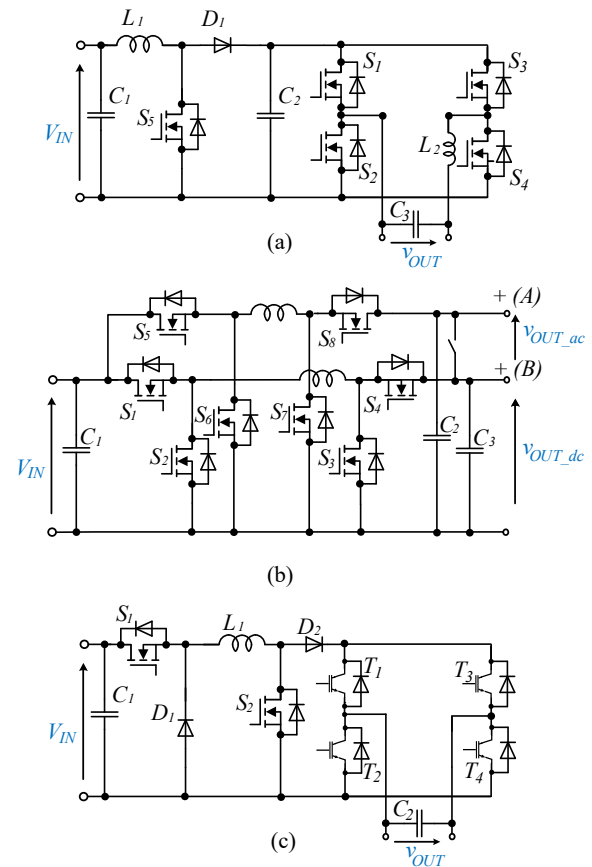 L1 D1 S1 S3
C1 S5 C2
VIN S2 L2 S4
C3
(a) vOUT
S5 S8 + (A)
vOUT_ac
+ (B)
S1 S6 S7 S4
C1 S2 S3 C2 C3
VIN vOUT_dc
(b)
S1 L1 D2
T1 T3
C1 S2
VIN D1
T2 T4
C2
(c) vOUT